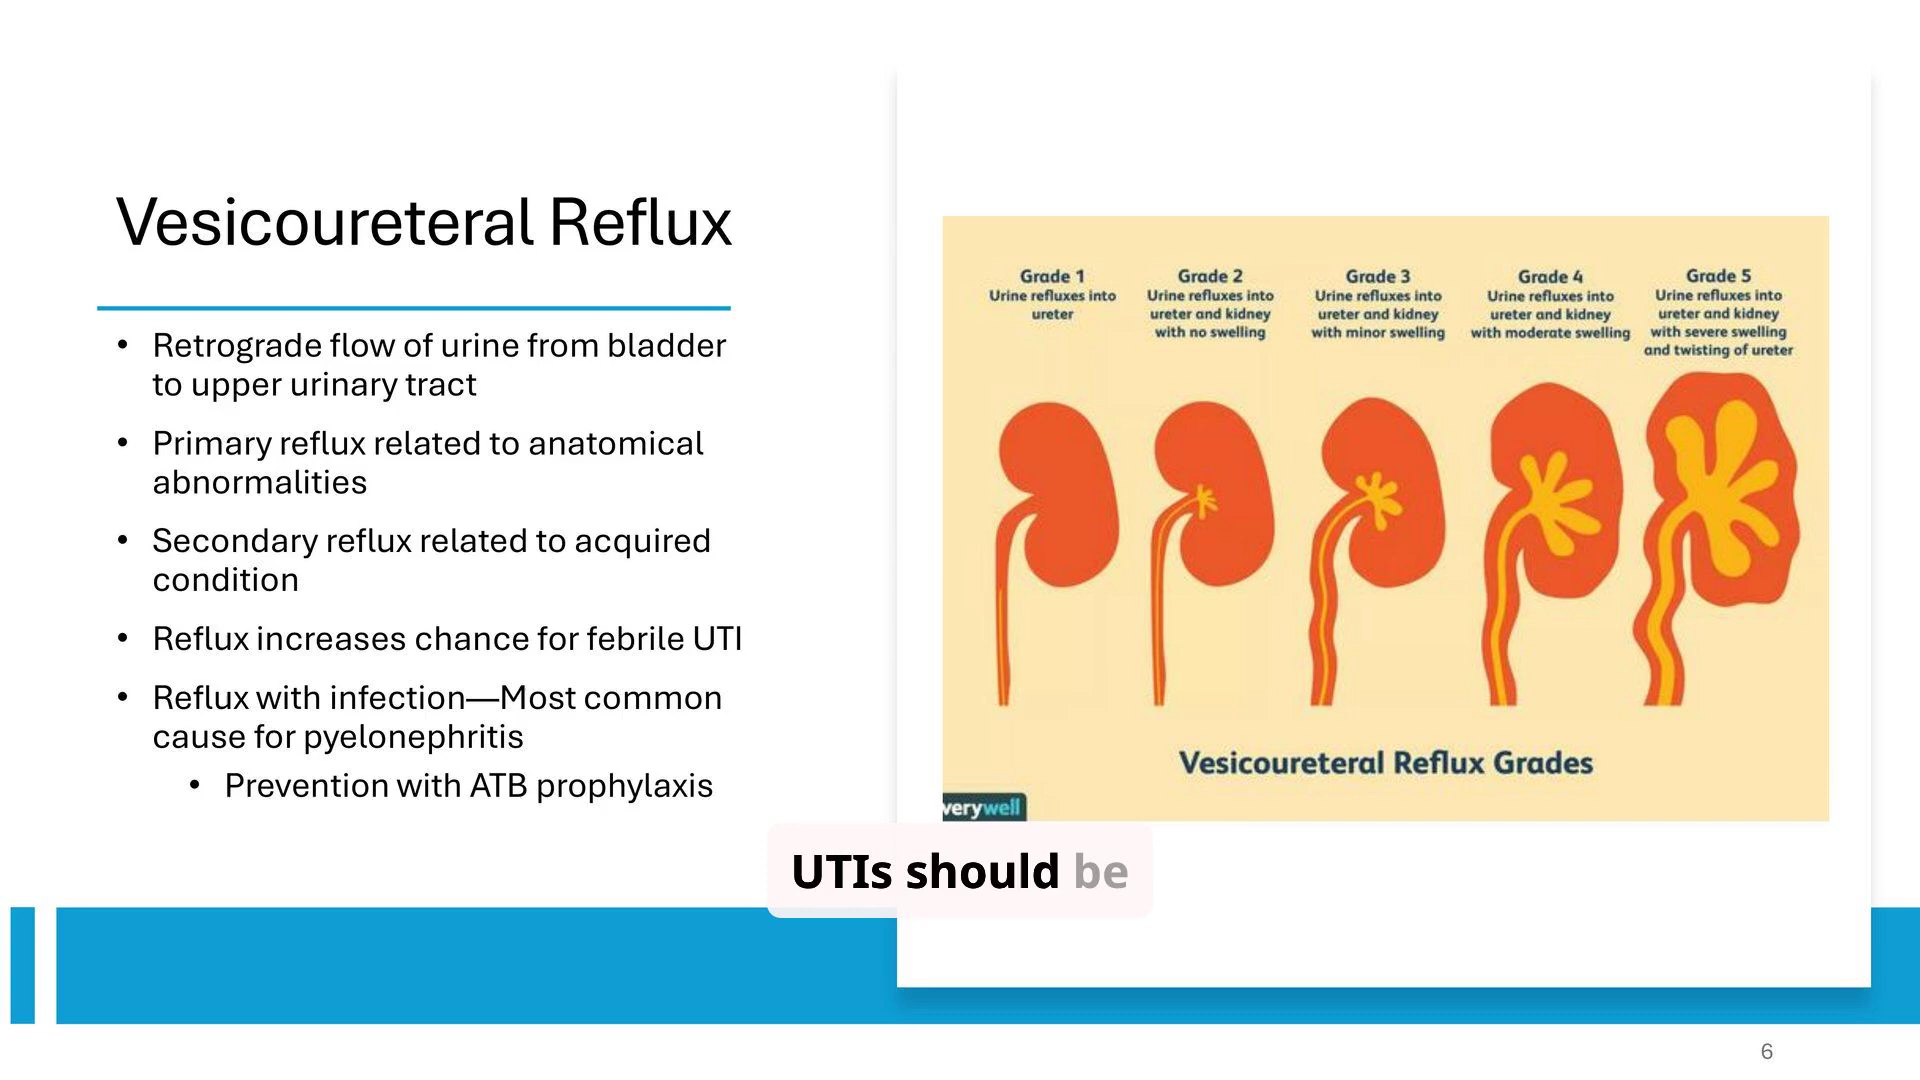 Vesicoureteral Reflux
• Retrograde flow of urine from bladder
to upper urinary tract
• Primary reflux related to anatomical
abnormalities
• Secondary reflux related to acquired
condition
• Reflux increases chance for febrile UTI
• Reflux with infection—Most common
cause for pyelonephritis
• Prevention with ATB prophylaxis
Grade 1
Urine refluxes into
ureter
Grade 2
Urine refluxes into
ureter and kidney
with no swelling
Grade 3
Urine refluxes into
ureter and kidney
with minor swelling
Grade 4
Urine refluxes into
ureter and kidney
with moderate swelling
Grade 5
Urine refluxes into
ureter and kidney
with severe swelling
and twisting of ureter
Vesicoureteral Reflux Grades
verywell
UTIs should be
6